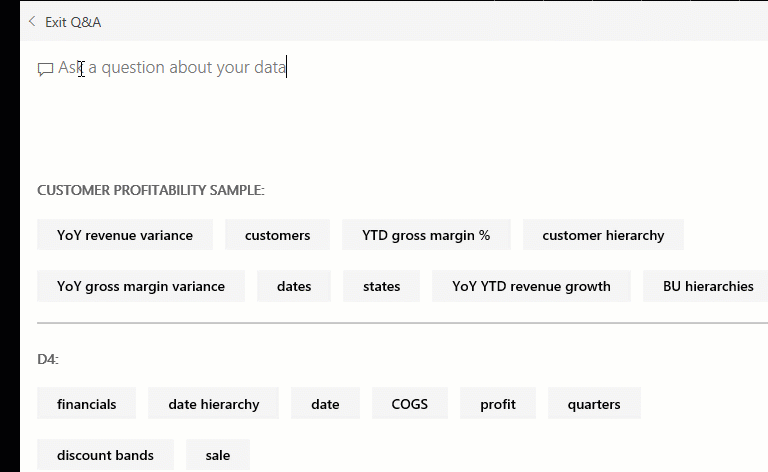 Exit Q&A
Ask a question about your data
CUSTOMER PROFITABILITY SAMPLE:
YoY revenue variance customers YTD gross margin % customer hierarchy
YoY gross margin variance dates states YoY YTD revenue growth BU hierarchies
D4:
financials date hierarchy date COGS profit quarters
discount bands sale